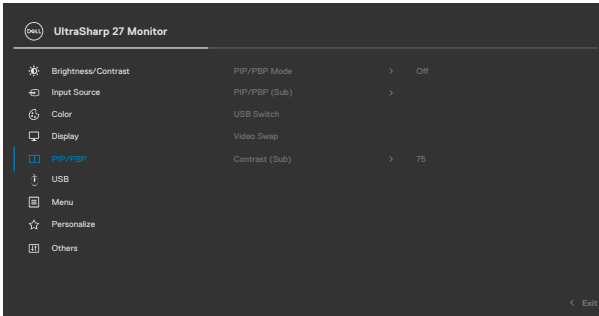 DELL UltraSharp 27 Monitor
Brightness/Contrast PIP/PBP Mode > Off
Input Source PIP/PBP (Sub) >
Color USB Switch
Display Video Swap
PIP/PBP Contrast (Sub) > 75
USB
Menu
Personalize
Others
< Exit